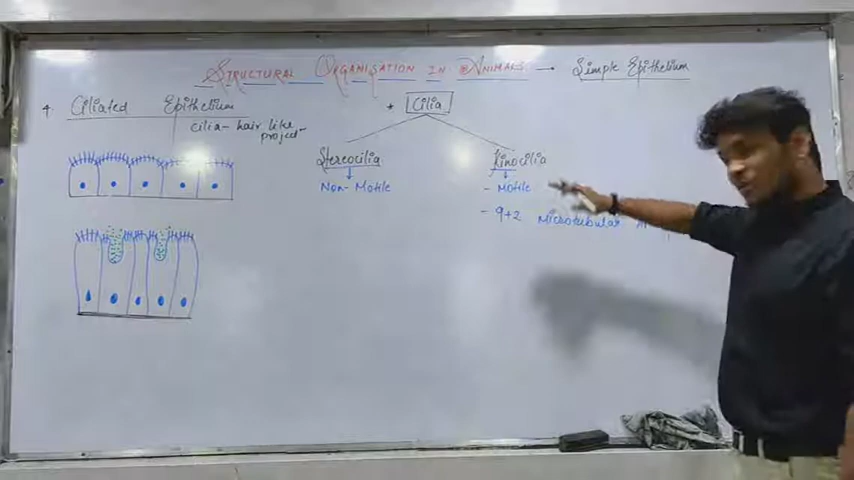 STRUCTURAL ORGANISATION IN ANIMALS → Simple Epithelium
+ Ciliated Epithelium
cilia - hair like
project-
+ Cilia
Stereocilia
Non - Motile
Kinocilia
- Motile
- 9+2 Microtubular